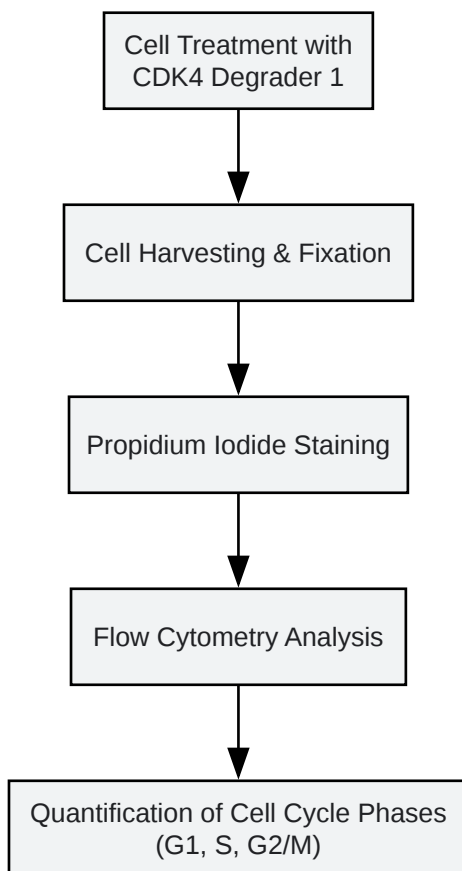 Cell Treatment with
CDK4 Degrader 1
Cell Harvesting & Fixation
Propidium Iodide Staining
Flow Cytometry Analysis
Quantification of Cell Cycle Phases
(G1, S, G2/M)